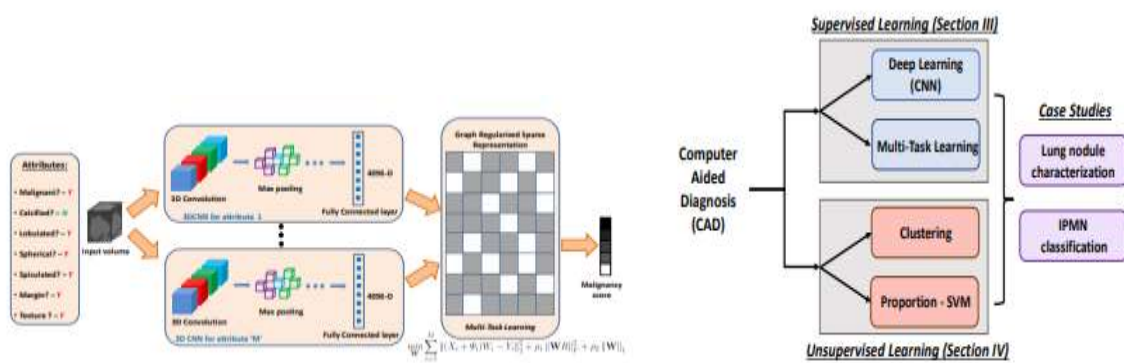 Attributes:
• Malignant? – Y
• Calcified? – N
• Lobulated? – Y
• Spherical? – Y
• Spiculated? – Y
• Margin? – Y
• Texture? – Y
Input volume
3D Convolution
Max pooling
4096-D
Fully Connected layer
3DCNN for attribute 1
3D Convolution
Max pooling
4096-D
Fully Connected layer
3D CNN for attribute 'M'
Graph Regularized Sparse
Representation
Multi-Task Learning
Malignancy
score
Supervised Learning (Section III)
Deep Learning
(CNN)
Multi-Task Learning
Computer
Aided
Diagnosis
(CAD)
Clustering
Proportion - SVM
Unsupervised Learning (Section IV)
Case Studies
Lung nodule
characterization
IPMN
classification